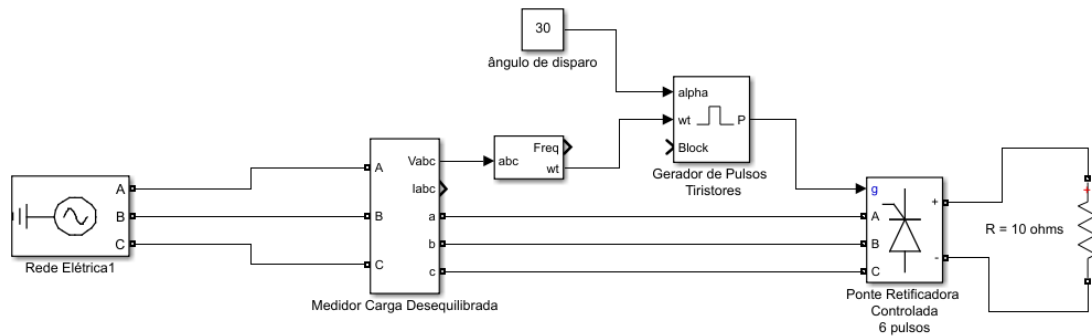 30
ângulo de disparo
alpha
wt
P
Block
Gerador de Pulsos
Tiristores
Freq
abc
wt
Vabc
A
Iabc
B
a
b
C
c
Medidor Carga Desequilibrada
A
B
C
Rede Elétrica1
g
+
A
B
-
C
Ponte Retificadora
Controlada
6 pulsos
+
R = 10 ohms